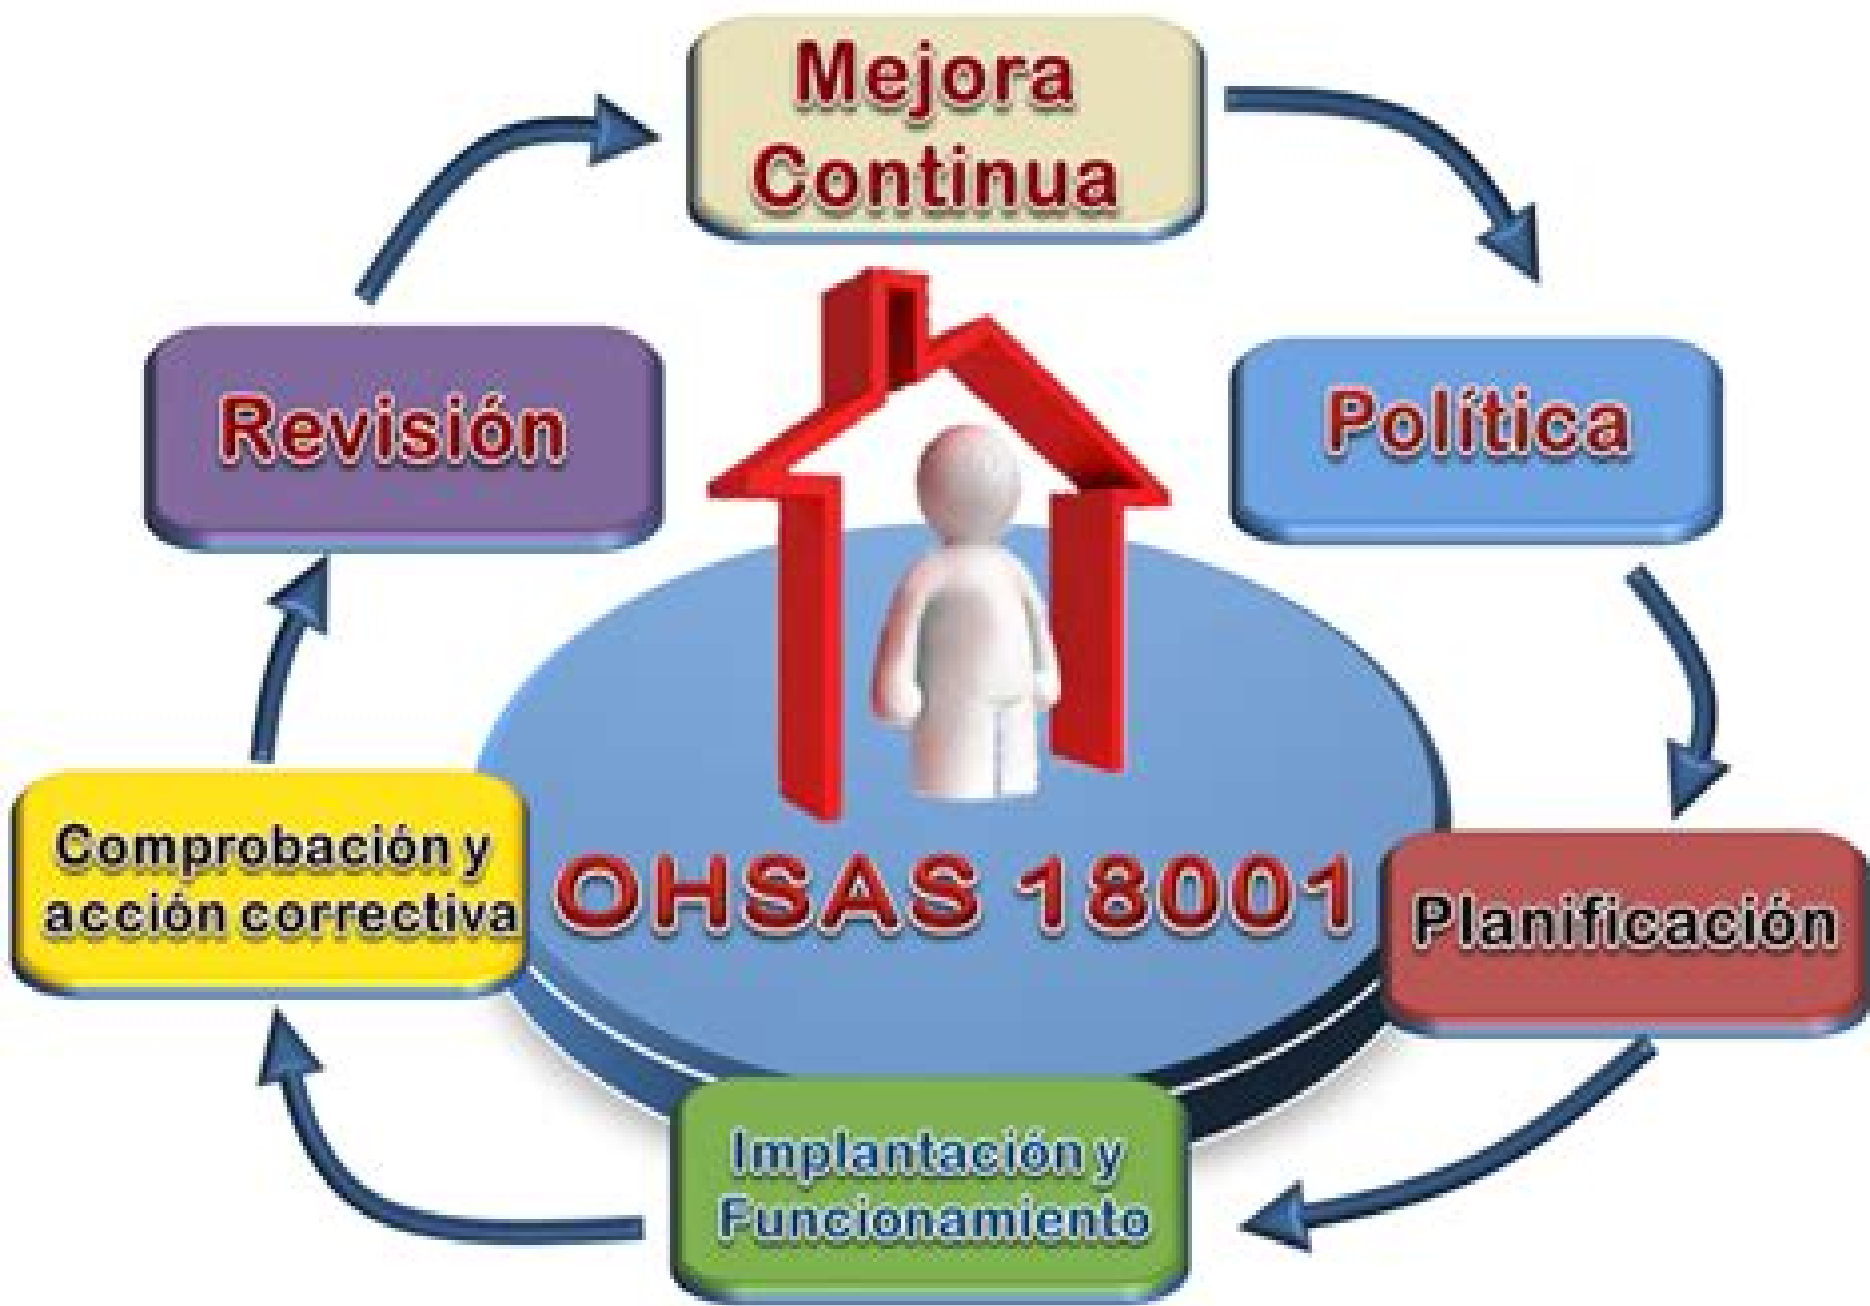 Mejora
Continua
Política
Planificación
Implantación y
Funcionamiento
Comprobación y
acción correctiva
Revisión
OHSAS 18001